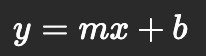 y = mx + b